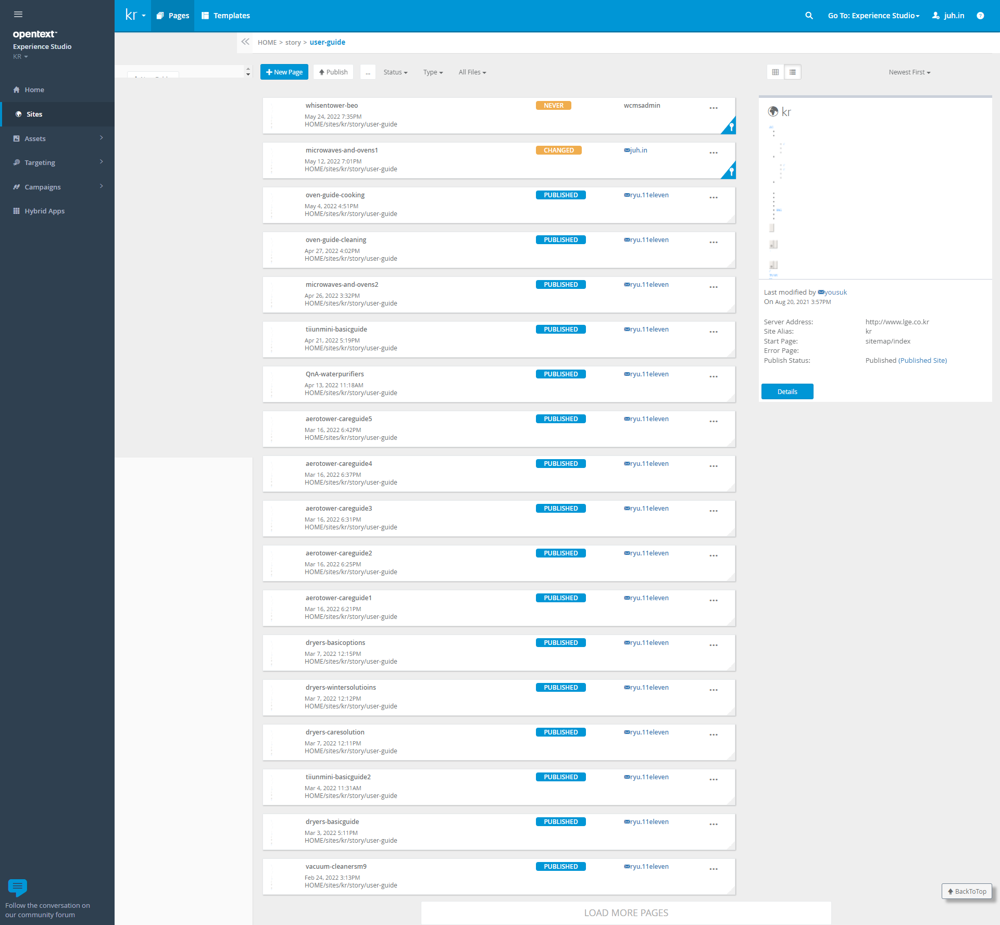 opentext™
Experience Studio
KR
Home
Sites
Assets
Targeting
Campaigns
Hybrid Apps
Follow the conversation on
our community forum
kr Pages Templates Go To: Experience Studio juh.in ?
HOME > story > user-guide
New Page Publish ... Status Type All Files Newest First
whisentower-beo NEVER wcmsadmin
May 24, 2022 7:35PM
HOME/sites/kr/story/user-guide
microwaves-and-ovens1 CHANGED juh.in
May 12, 2022 7:01PM
HOME/sites/kr/story/user-guide
oven-guide-cooking PUBLISHED ryu.11eleven
May 4, 2022 4:51PM
HOME/sites/kr/story/user-guide
oven-guide-cleaning PUBLISHED ryu.11eleven
Apr 27, 2022 4:02PM
HOME/sites/kr/story/user-guide
microwaves-and-ovens2 PUBLISHED ryu.11eleven
Apr 26, 2022 3:32PM
HOME/sites/kr/story/user-guide
tiiunmini-basicguide PUBLISHED ryu.11eleven
Apr 21, 2022 5:19PM
HOME/sites/kr/story/user-guide
QnA-waterpurifiers PUBLISHED ryu.11eleven
Apr 13, 2022 11:18AM
HOME/sites/kr/story/user-guide
aerotower-careguide5 PUBLISHED ryu.11eleven
Mar 16, 2022 6:42PM
HOME/sites/kr/story/user-guide
aerotower-careguide4 PUBLISHED ryu.11eleven
Mar 16, 2022 6:37PM
HOME/sites/kr/story/user-guide
aerotower-careguide3 PUBLISHED ryu.11eleven
Mar 16, 2022 6:31PM
HOME/sites/kr/story/user-guide
aerotower-careguide2 PUBLISHED ryu.11eleven
Mar 16, 2022 6:25PM
HOME/sites/kr/story/user-guide
aerotower-careguide1 PUBLISHED ryu.11eleven
Mar 16, 2022 6:21PM
HOME/sites/kr/story/user-guide
dryers-basicoptions PUBLISHED ryu.11eleven
Mar 7, 2022 12:15PM
HOME/sites/kr/story/user-guide
dryers-wintersolutioins PUBLISHED ryu.11eleven
Mar 7, 2022 12:12PM
HOME/sites/kr/story/user-guide
dryers-caresolution PUBLISHED ryu.11eleven
Mar 7, 2022 12:11PM
HOME/sites/kr/story/user-guide
tiiunmini-basicguide2 PUBLISHED ryu.11eleven
Mar 4, 2022 11:31AM
HOME/sites/kr/story/user-guide
dryers-basicguide PUBLISHED ryu.11eleven
Mar 3, 2022 5:11PM
HOME/sites/kr/story/user-guide
vacuum-cleanersm9 PUBLISHED ryu.11eleven
Feb 24, 2022 3:13PM
HOME/sites/kr/story/user-guide
LOAD MORE PAGES
kr
Last modified by yousuk
On Aug 20, 2021 3:57PM
Server Address: http://www.lge.co.kr
Site Alias: kr
Start Page: sitemap/index
Error Page:
Publish Status: Published (Published Site)
Details
BackToTop